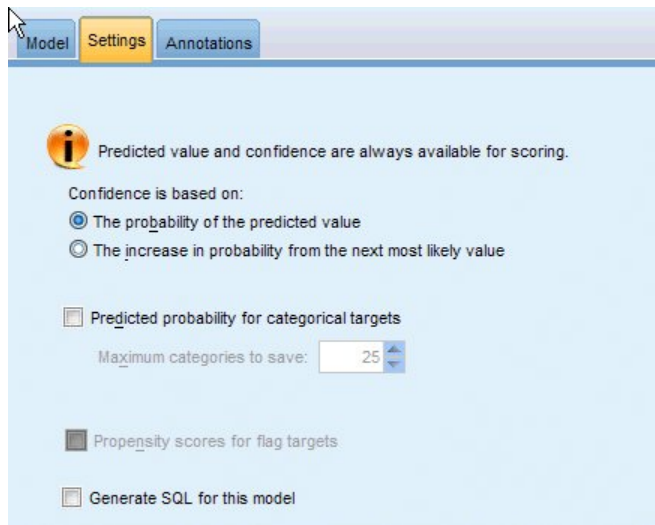 Model Settings Annotations
Predicted value and confidence are always available for scoring.
Confidence is based on:
The probability of the predicted value
The increase in probability from the next most likely value
Predicted probability for categorical targets
Maximum categories to save: 25
Propensity scores for flag targets
Generate SQL for this model